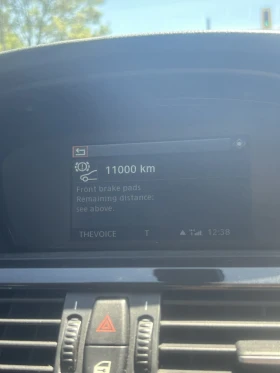 11000 km
Front brake pads
Remaining distance:
see above
THEVOICE T 12:38